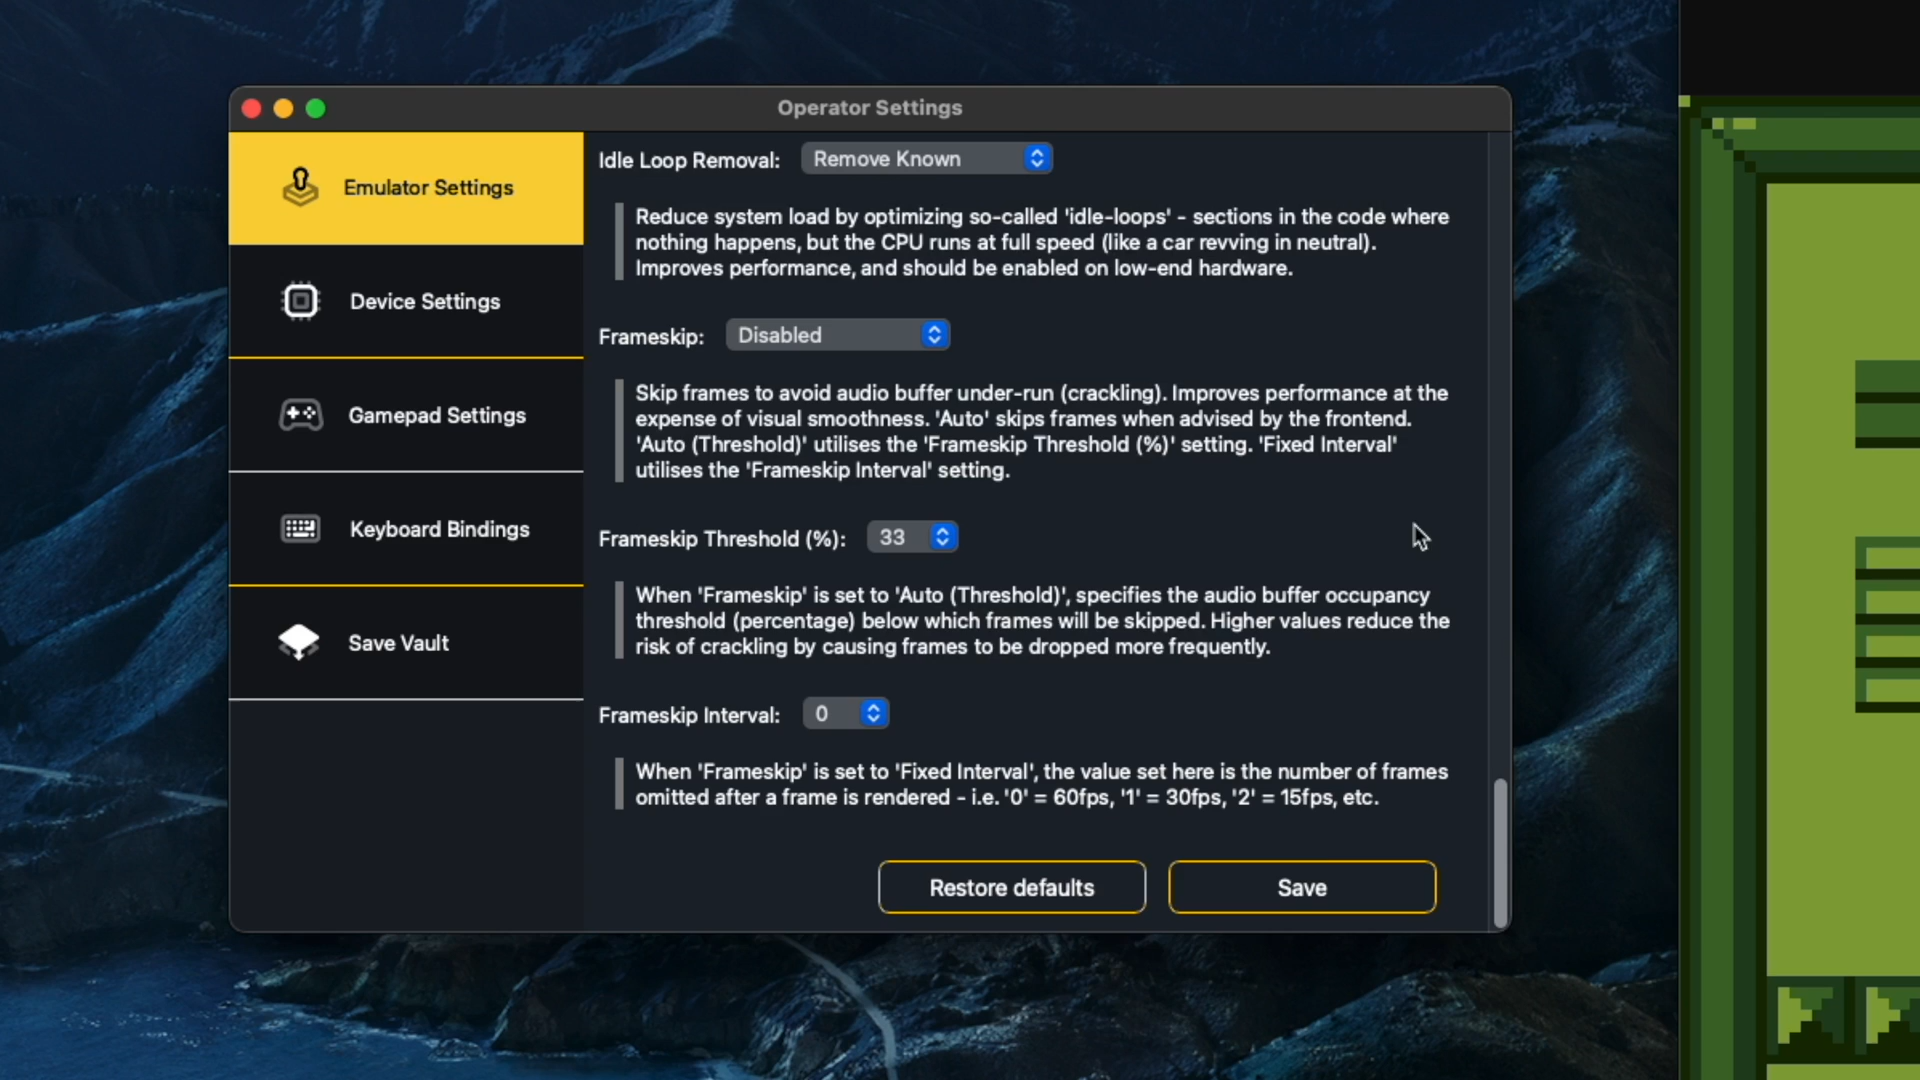 Operator Settings
Emulator Settings
Device Settings
Gamepad Settings
Keyboard Bindings
Save Vault
Idle Loop Removal: Remove Known
Reduce system load by optimizing so-called 'idle-loops' - sections in the code where
nothing happens, but the CPU runs at full speed (like a car revving in neutral).
Improves performance, and should be enabled on low-end hardware.
Frameskip: Disabled
Skip frames to avoid audio buffer under-run (crackling). Improves performance at the
expense of visual smoothness. 'Auto' skips frames when advised by the frontend.
'Auto (Threshold)' utilises the 'Frameskip Threshold (%)' setting. 'Fixed Interval'
utilises the 'Frameskip Interval' setting.
Frameskip Threshold (%): 33
When 'Frameskip' is set to 'Auto (Threshold)', specifies the audio buffer occupancy
threshold (percentage) below which frames will be skipped. Higher values reduce the
risk of crackling by causing frames to be dropped more frequently.
Frameskip Interval: 0
When 'Frameskip' is set to 'Fixed Interval', the value set here is the number of frames
omitted after a frame is rendered - i.e. '0' = 60fps, '1' = 30fps, '2' = 15fps, etc.
Restore defaults
Save